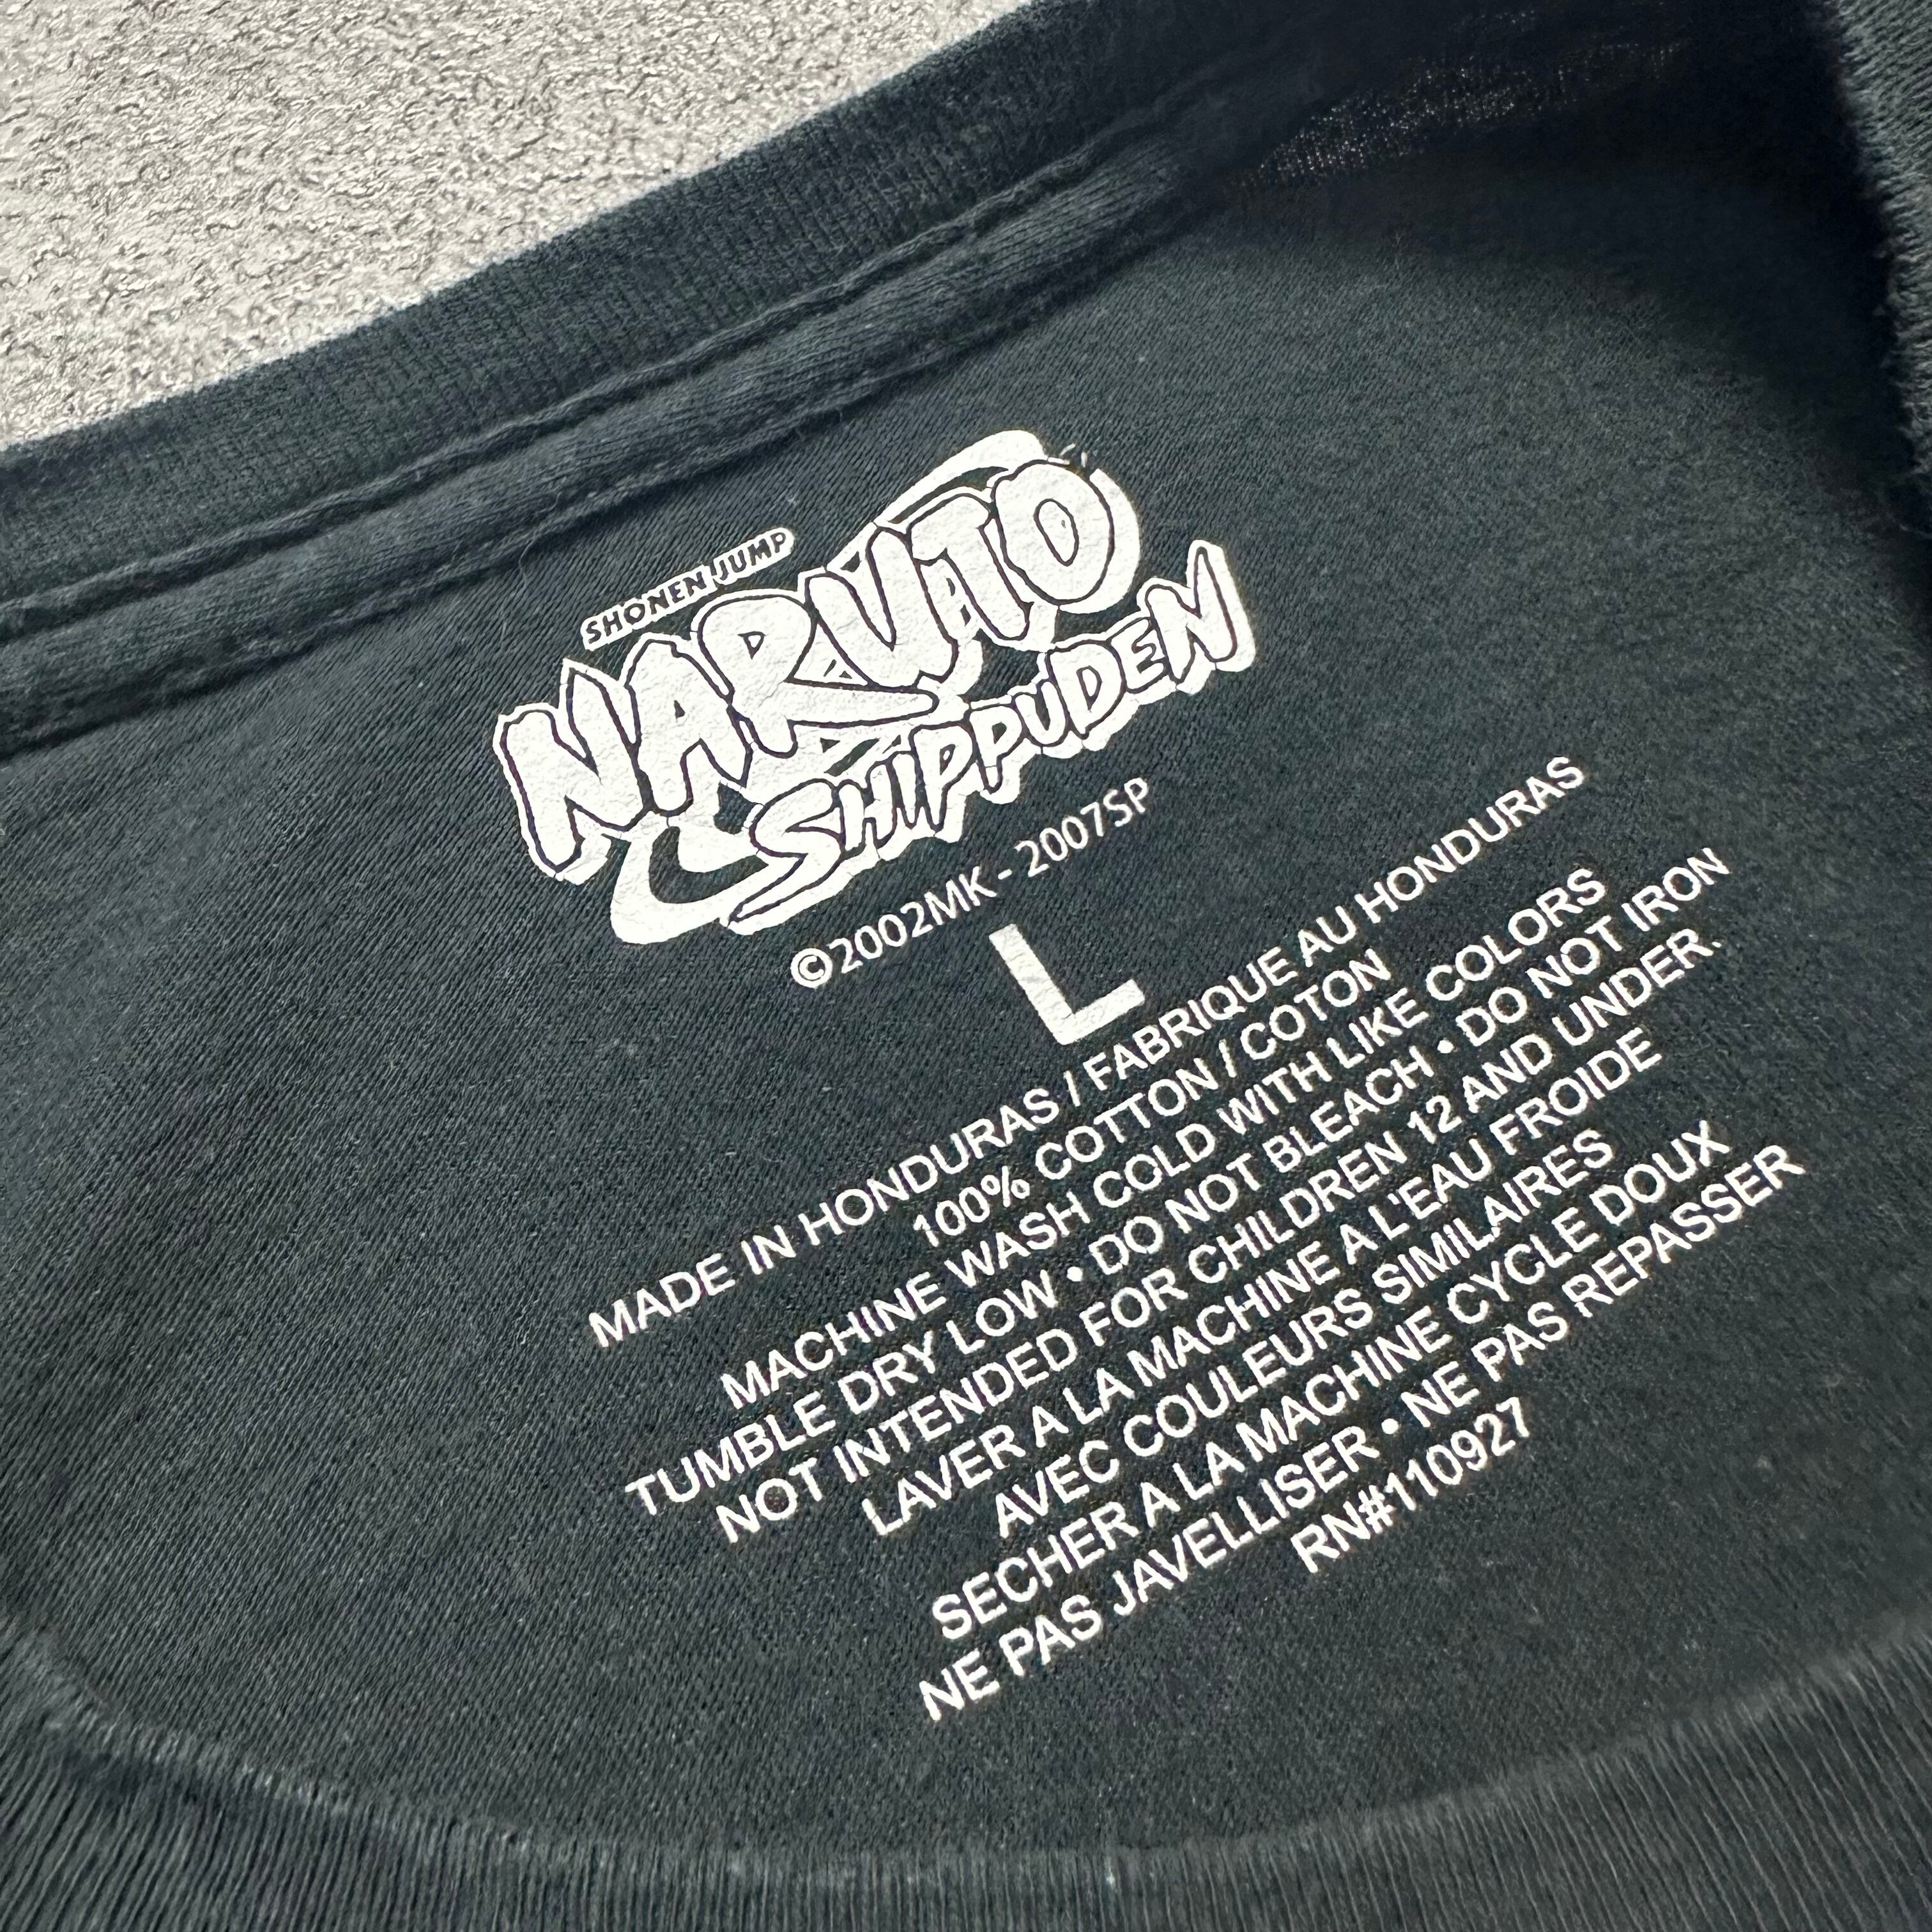 SHONEN JUMP
NARUTO
SHIPPUDEN
©2002MK - 2007SP
L
MADE IN HONDURAS / FABRIQUE AU HONDURAS
100% COTTON / COTON
MACHINE WASH COLD WITH LIKE COLORS
TUMBLE DRY LOW • DO NOT BLEACH • DO NOT IRON
NOT INTENDED FOR CHILDREN 12 AND UNDER.
LAVER A LA MACHINE A L'EAU FROIDE
AVEC COULEURS SIMILAIRES
SECHER A LA MACHINE CYCLE DOUX
NE PAS JAVELLISER • NE PAS REPASSER
RN#110927